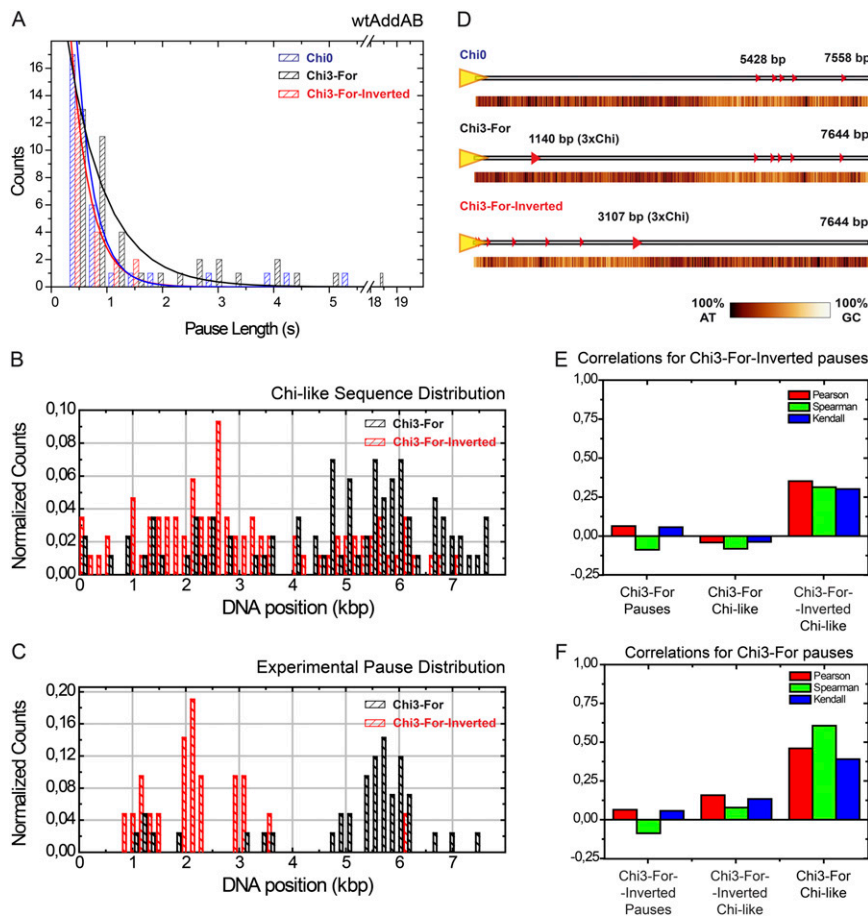 A
wtAddAB
Chi0
Chi3-For
Chi3-For-Inverted
16
14
12
10
8
6
4
2
0
Counts
0 1 2 3 4 5 18 19
Pause Length (s)
D
Chi0
5428 bp
7558 bp
Chi3-For
1140 bp (3xChi)
7644 bp
Chi3-For-Inverted
3107 bp (3xChi)
7644 bp
100% AT
100% GC
B
Chi-like Sequence Distribution
Chi3-For
Chi3-For-Inverted
0,10
0,08
0,06
0,04
0,02
0,00
Normalized Counts
0 1 2 3 4 5 6 7
DNA position (kbp)
C
Experimental Pause Distribution
Chi3-For
Chi3-For-Inverted
0,20
0,16
0,12
0,08
0,04
0,00
Normalized Counts
0 1 2 3 4 5 6 7
DNA position (kbp)
E
Correlations for Chi3-For-Inverted pauses
Pearson
Spearman
Kendall
1,00
0,75
0,50
0,25
0,00
-0,25
Chi3-For Pauses
Chi3-For Chi-like
Chi3-For-
-Inverted
Chi-like
F
Correlations for Chi3-For pauses
Pearson
Spearman
Kendall
1,00
0,75
0,50
0,25
0,00
-0,25
Chi3-For-
-Inverted
Pauses
Chi3-For-
-Inverted
Chi-like
Chi3-For
Chi-like